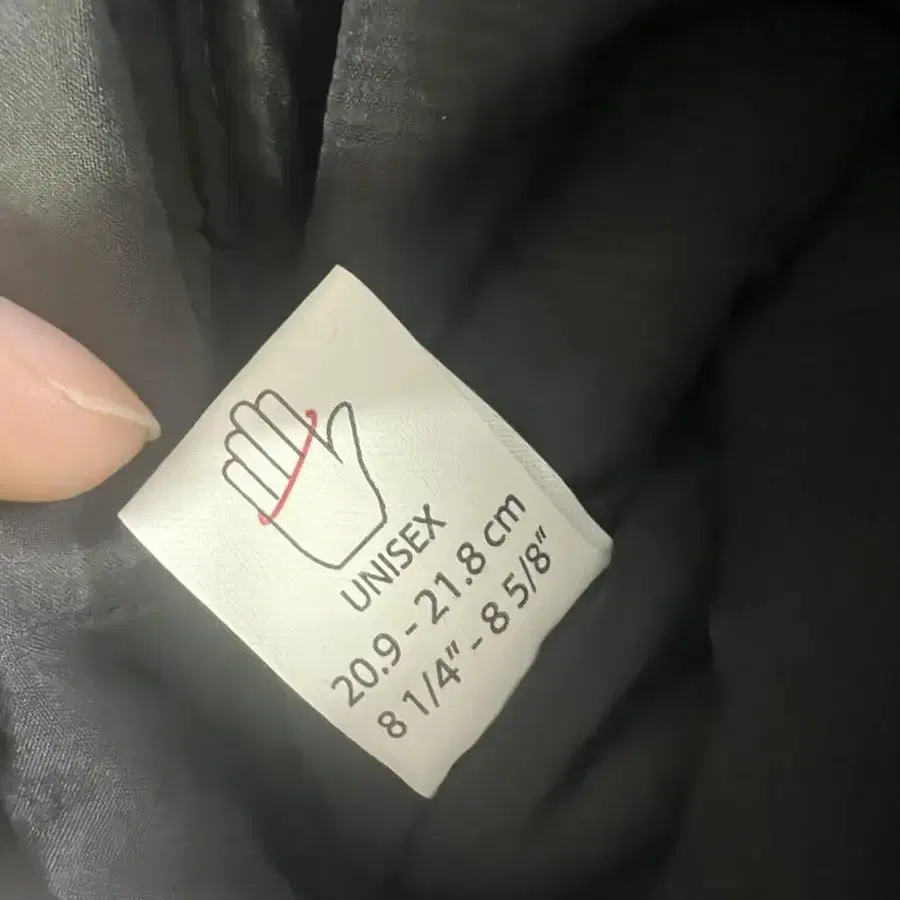 UNISEX
20.9 - 21.8 cm
8 1/4" - 8 5/8"